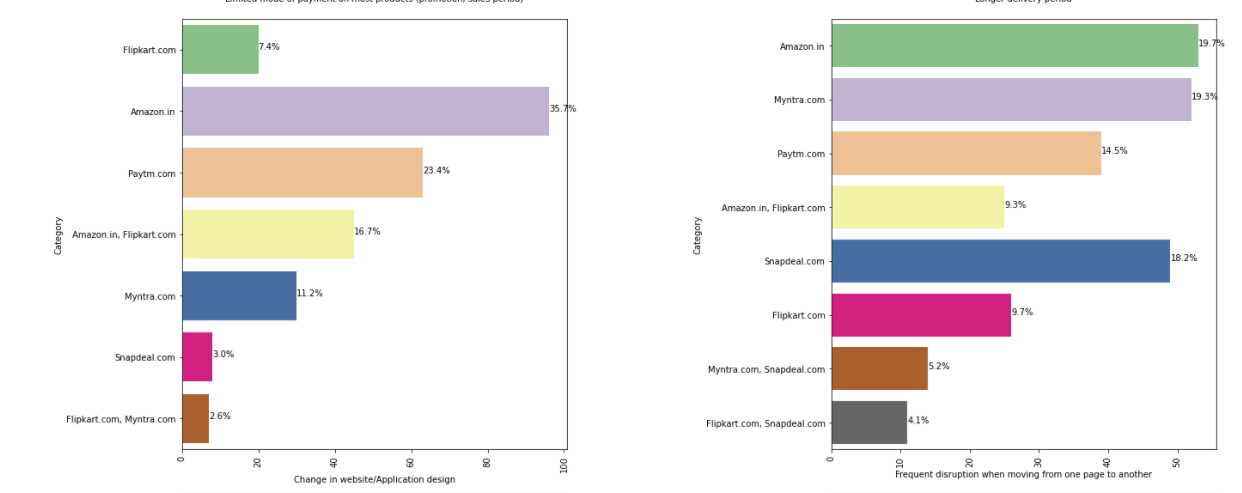 Limited mode of payment on most products (promotion, sales period)
Flipkart.com
7.4%
Amazon.in
35.7%
Paytm.com
23.4%
Amazon.in, Flipkart.com
16.7%
Myntra.com
11.2%
Snapdeal.com
3.0%
Flipkart.com, Myntra.com
2.6%
Category
0
20
40
60
80
100
Change in website/Application design
Longer delivery period
Amazon.in
19.7%
Myntra.com
19.3%
Paytm.com
14.5%
Amazon.in, Flipkart.com
9.3%
Snapdeal.com
18.2%
Flipkart.com
9.7%
Myntra.com, Snapdeal.com
5.2%
Flipkart.com, Snapdeal.com
4.1%
Category
0
10
20
30
40
50
Frequent disruption when moving from one page to another